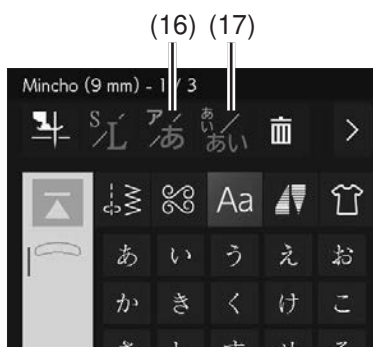 (16) (17)
Mincho (9 mm) - 1 / 3
S/L ア/あ あい/あい >
Aa
あ い う え お
か き く け こ